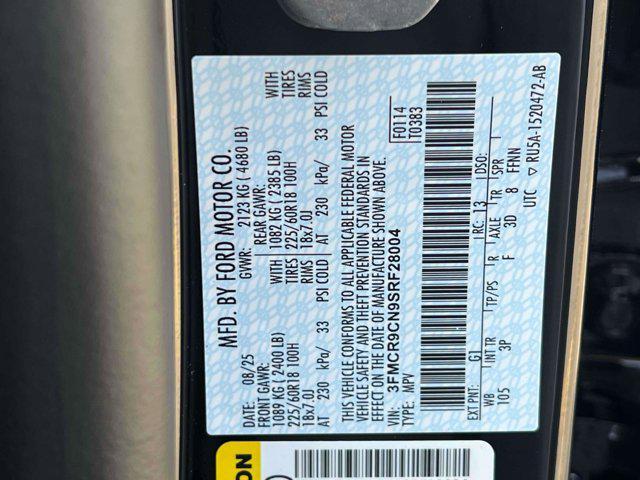 MFD. BY FORD MOTOR CO.
DATE: 08/25 GVWR: 2123 KG ( 4680 LB)
FRONT GAWR: REAR GAWR:
1089 KG ( 2400 LB) 1082 KG ( 2385 LB) WITH
225/60R18 100H 225/60R18 100H TIRES
18x7.0J 18x7.0J RIMS
AT 230 kPa/ 33 PSI COLD AT 230 kPa/ 33 PSI COLD
WITH
TIRES
RIMS
THIS VEHICLE CONFORMS TO ALL APPLICABLE FEDERAL MOTOR
VEHICLE SAFETY AND THEFT PREVENTION STANDARDS IN
EFFECT ON THE DATE OF MANUFACTURE SHOWN ABOVE.
VIN: 3FMCR9CN9SRF28004 F0114
TYPE: MPV T0383
EXT PNT: G1 RC: 13 DSO:
WB INT TR TP/PS R AXLE TR SPR
105 3P F 3D 8 FFNN
UTC ▽ RU5A-1520472-AB